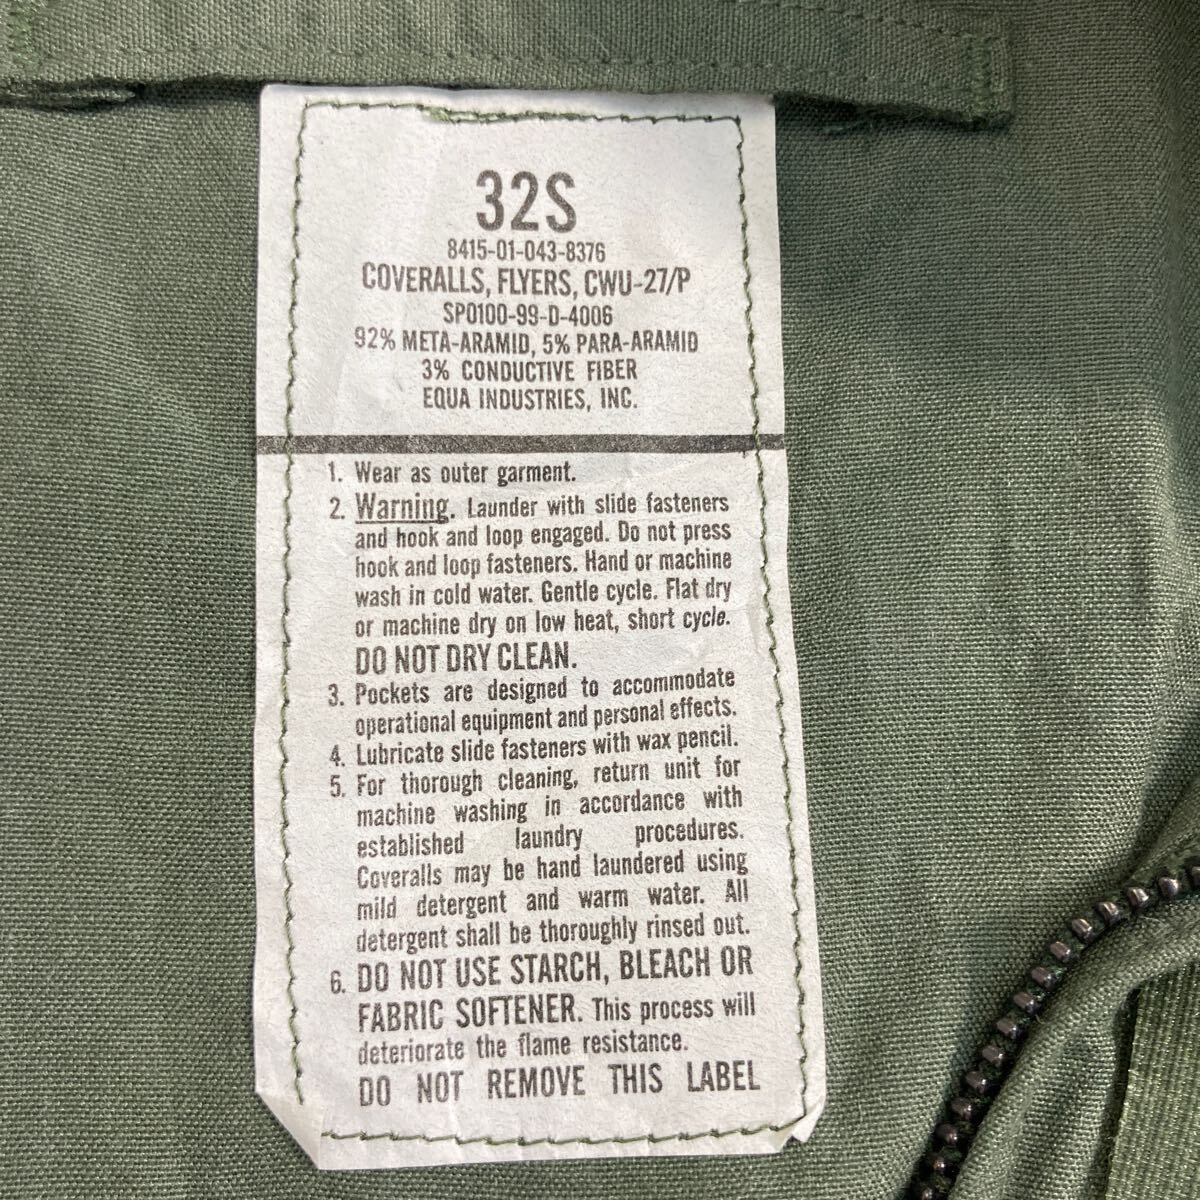 32S
8415-01-043-8376
COVERALLS, FLYERS, CWU-27/P
SP0100-99-D-4006
92% META-ARAMID, 5% PARA-ARAMID
3% CONDUCTIVE FIBER
EQUA INDUSTRIES, INC.
1. Wear as outer garment.
2. Warning. Launder with slide fasteners
and hook and loop engaged. Do not press
hook and loop fasteners. Hand or machine
wash in cold water. Gentle cycle. Flat dry
or machine dry on low heat, short cycle.
DO NOT DRY CLEAN.
3. Pockets are designed to accommodate
operational equipment and personal effects.
4. Lubricate slide fasteners with wax pencil.
5. For thorough cleaning, return unit for
machine washing in accordance with
established laundry procedures.
Coveralls may be hand laundered using
mild detergent and warm water. All
detergent shall be thoroughly rinsed out.
6. DO NOT USE STARCH, BLEACH OR
FABRIC SOFTENER. This process will
deteriorate the flame resistance.
DO NOT REMOVE THIS LABEL